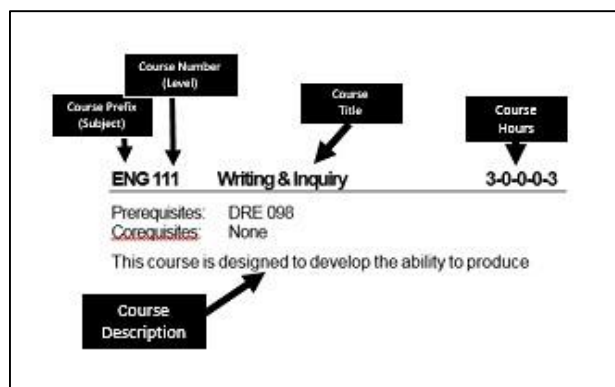 Course Number
(Level)
Course Prefix
(Subject)
Course
Title
Course
Hours
ENG 111 Writing & Inquiry 3-0-0-0-3
Prerequisites: DRE 098
Corequisites: None
This course is designed to develop the ability to produce
Course
Description